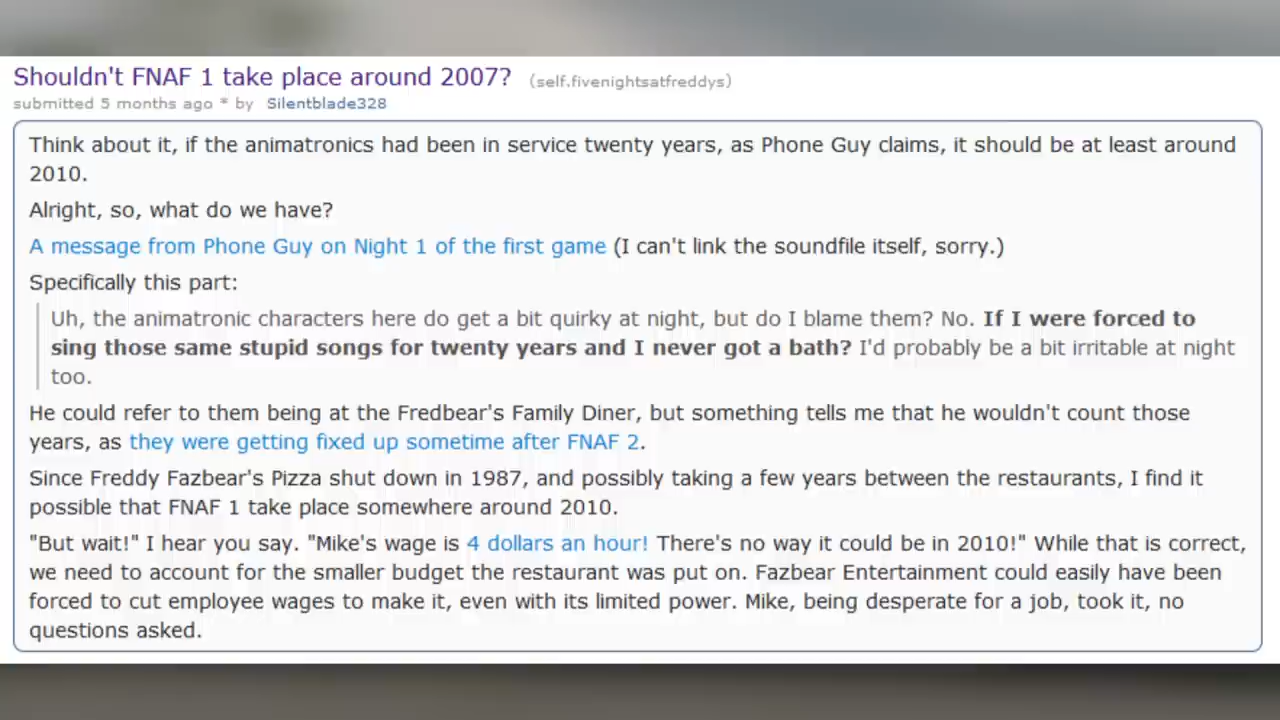 Shouldn't FNAF 1 take place around 2007? (self.fivenightsatfreddys)
submitted 5 months ago * by Silentblade328
Think about it, if the animatronics had been in service twenty years, as Phone Guy claims, it should be at least around
2010.
Alright, so, what do we have?
A message from Phone Guy on Night 1 of the first game (I can't link the soundfile itself, sorry.)
Specifically this part:
Uh, the animatronic characters here do get a bit quirky at night, but do I blame them? No. If I were forced to
sing those same stupid songs for twenty years and I never got a bath? I'd probably be a bit irritable at night
too.
He could refer to them being at the Fredbear's Family Diner, but something tells me that he wouldn't count those
years, as they were getting fixed up sometime after FNAF 2.
Since Freddy Fazbear's Pizza shut down in 1987, and possibly taking a few years between the restaurants, I find it
possible that FNAF 1 take place somewhere around 2010.
"But wait!" I hear you say. "Mike's wage is 4 dollars an hour! There's no way it could be in 2010!" While that is correct,
we need to account for the smaller budget the restaurant was put on. Fazbear Entertainment could easily have been
forced to cut employee wages to make it, even with its limited power. Mike, being desperate for a job, took it, no
questions asked.